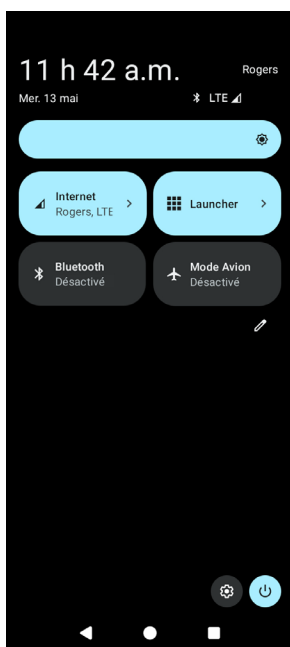 11 h 42 a.m.
Rogers
Mer. 13 mai
LTE
Internet
Rogers, LTE
Launcher
Bluetooth
Désactivé
Mode Avion
Désactivé